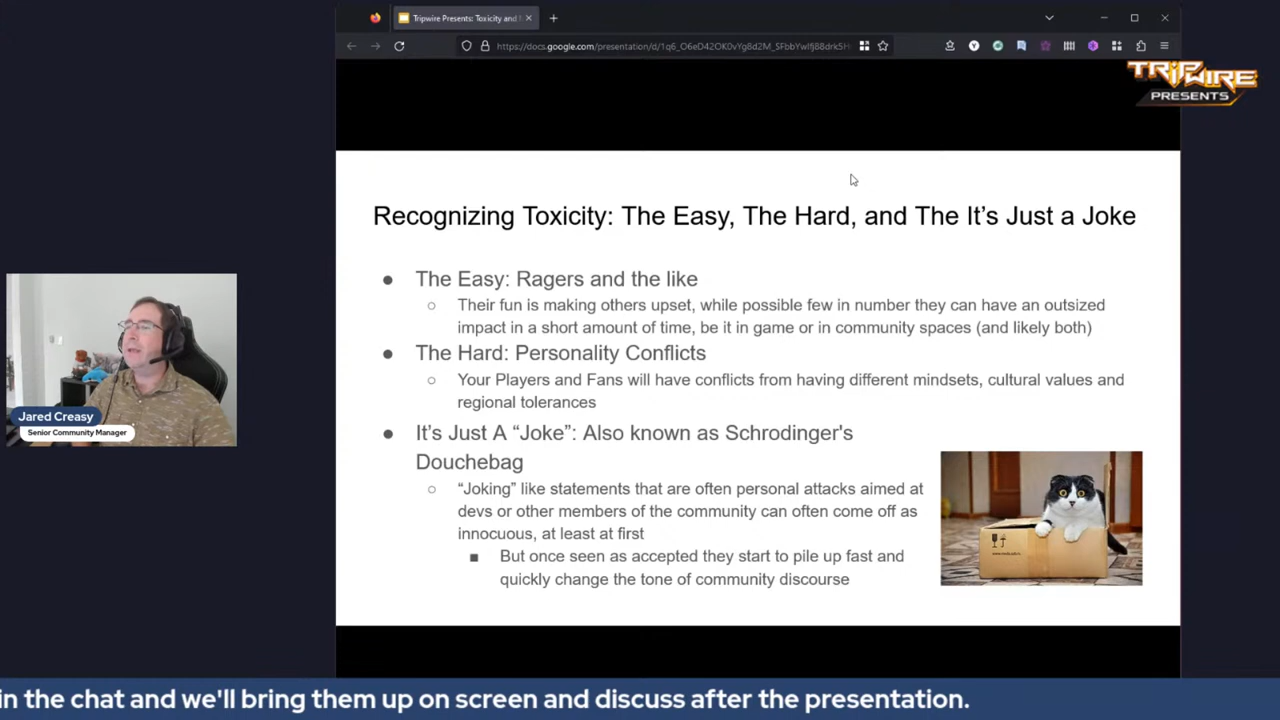 Tripwire Presents: Toxicity and
https://docs.google.com/presentation/d/
TRIPWIRE
PRESENTS
Recognizing Toxicity: The Easy, The Hard, and The It's Just a Joke
● The Easy: Ragers and the like
○ Their fun is making others upset, while possible few in number they can have an outsized
impact in a short amount of time, be it in game or in community spaces (and likely both)
● The Hard: Personality Conflicts
○ Your Players and Fans will have conflicts from having different mindsets, cultural values and
regional tolerances
● It's Just A “Joke”: Also known as Schrodinger's
Douchebag
○ “Joking” like statements that are often personal attacks aimed at
devs or other members of the community can often come off as
innocuous, at least at first
■ But once seen as accepted they start to pile up fast and
quickly change the tone of community discourse
Jared Creasy
Senior Community Manager
in the chat and we'll bring them up on screen and discuss after the presentation.